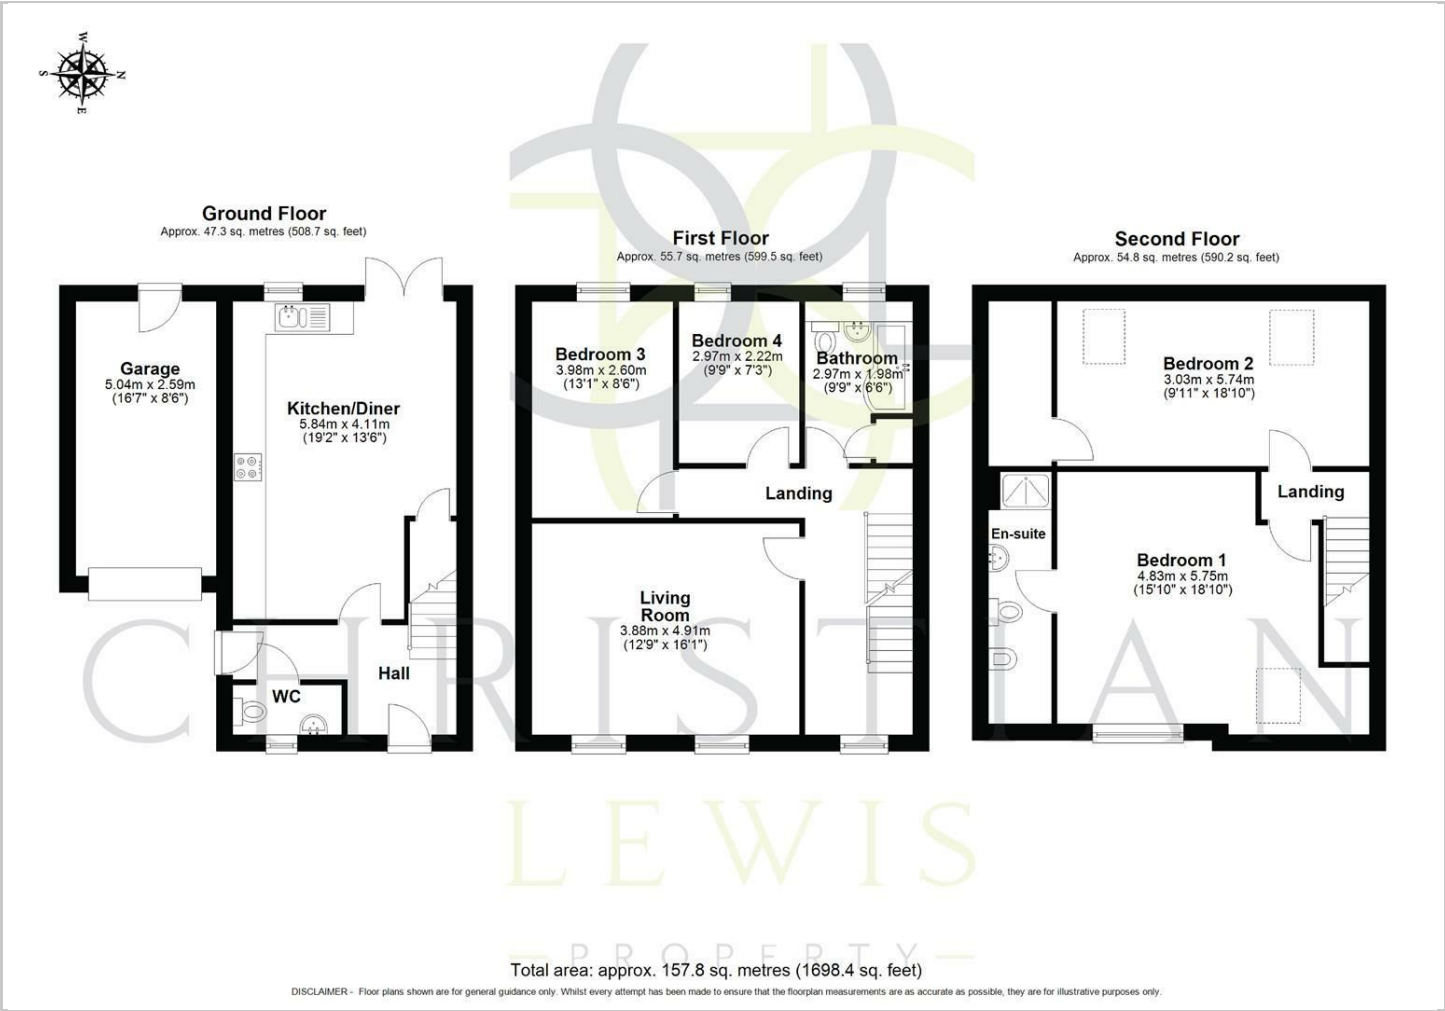 W
S
N
E
Ground Floor
Approx. 47.3 sq. metres (508.7 sq. feet)
First Floor
Approx. 55.7 sq. metres (599.5 sq. feet)
Second Floor
Approx. 54.8 sq. metres (590.2 sq. feet)
Garage
5.04m x 2.59m
(16'7" x 8'6")
Kitchen/Diner
5.84m x 4.11m
(19'2" x 13'6")
Hall
WC
Bedroom 3
3.98m x 2.60m
(13'1" x 8'6")
Bedroom 4
2.97m x 2.22m
(9'9" x 7'3")
Bathroom
2.97m x 1.98m
(9'9" x 6'6")
Landing
Living
Room
3.88m x 4.91m
(12'9" x 16'1")
Bedroom 2
3.03m x 5.74m
(9'11" x 18'10")
Landing
En-suite
Bedroom 1
4.83m x 5.75m
(15'10" x 18'10")
CHRISTIAN
LEWIS
PROPERTY
Total area: approx. 157.8 sq. metres (1698.4 sq. feet)
DISCLAIMER - Floor plans shown are for general guidance only. Whilst every attempt has been made to ensure that the floorplan measurements are as accurate as possible, they are for illustrative purposes only.